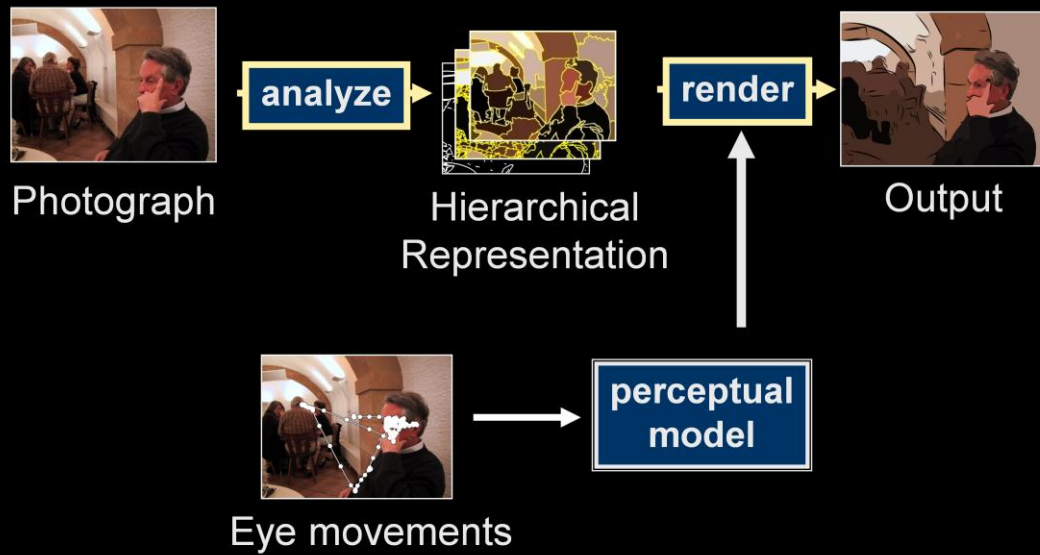 analyze
render
Photograph
Hierarchical
Representation
Output
perceptual
model
Eye movements